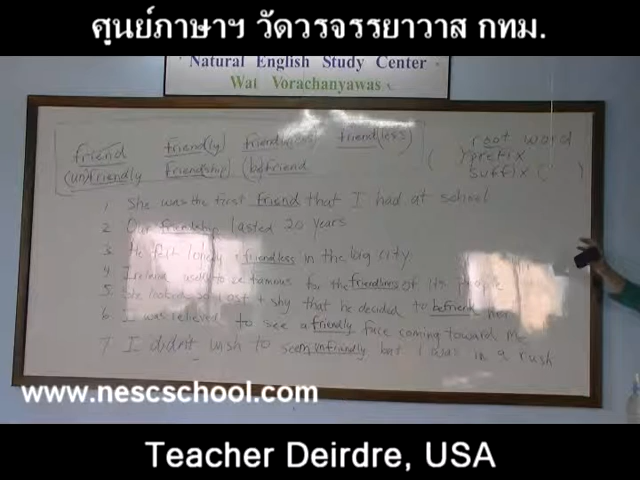 ศูนย์ภาษาฯ วัดวรจรรยาวาส กทม.
Natural English Study Center
Wat Vorachanyawas
friend friendly friendliness friendless root word
(un)friendly friendship (be)friend prefix
suffix
1. She was the first friend that I had at school
2. Our friendship lasted 20 years
3. He felt lonely + friendless in the big city
4. Ireland used to be famous for the friendliness of its people
5. She looked so lost + shy that he decided to befriend her
6. I was relieved to see a friendly face coming toward me
7. I didn't wish to seem unfriendly but I was in a rush
www.nescschool.com
Teacher Deirdre, USA